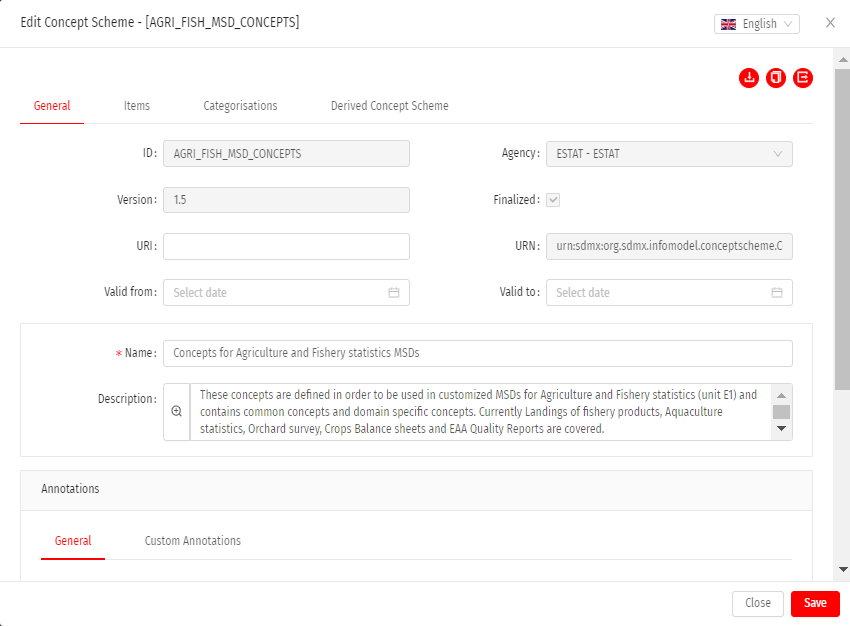 Edit Concept Scheme - [AGRI_FISH_MSD_CONCEPTS]
English
General Items Categorisations Derived Concept Scheme
ID: AGRI_FISH_MSD_CONCEPTS Agency: ESTAT - ESTAT
Version: 1.5 Finalized:
URI: URN: urn:sdmx:org.sdmx.infomodel.conceptscheme.C
Valid from: Select date Valid to: Select date
* Name: Concepts for Agriculture and Fishery statistics MSDs
Description: These concepts are defined in order to be used in customized MSDs for Agriculture and Fishery statistics (unit E1) and
contains common concepts and domain specific concepts. Currently Landings of fishery products, Aquaculture
statistics, Orchard survey, Crops Balance sheets and EAA Quality Reports are covered.
Annotations
General Custom Annotations
Close Save